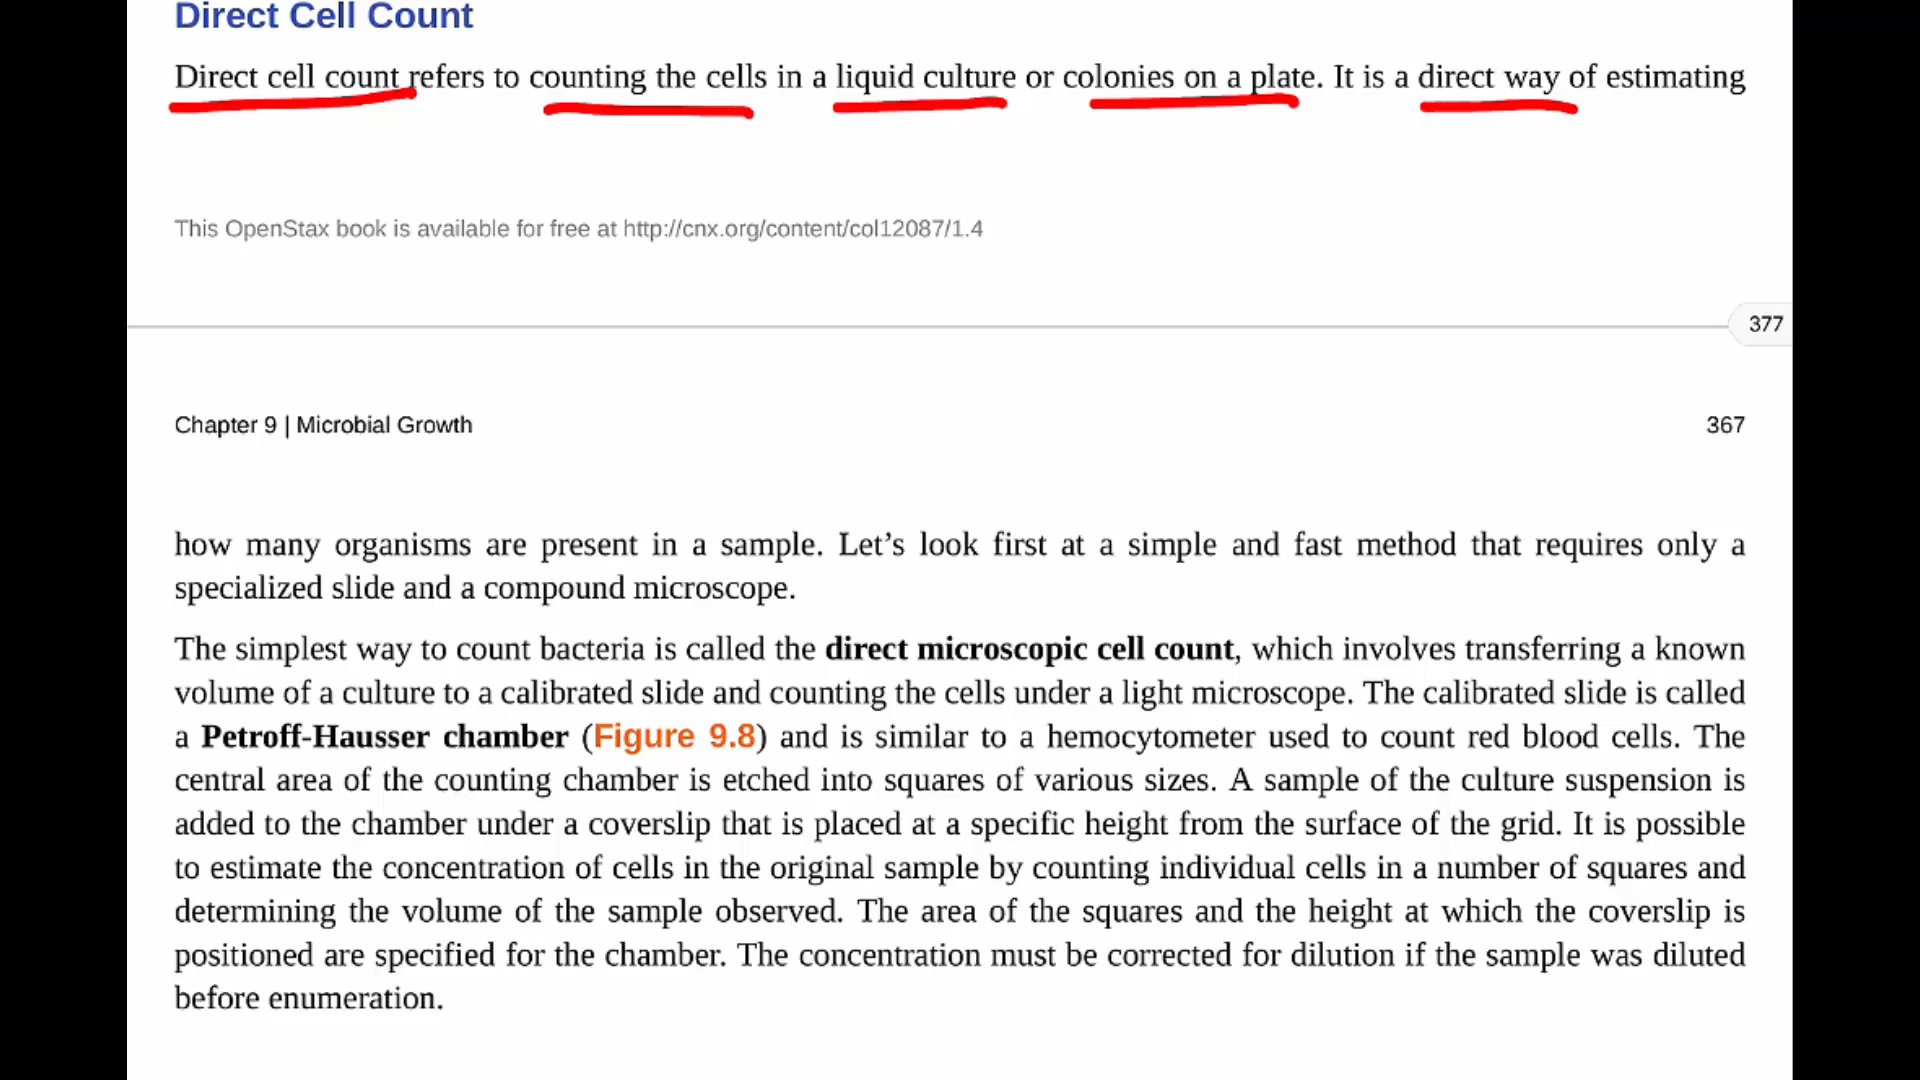 Direct Cell Count
Direct cell count refers to counting the cells in a liquid culture or colonies on a plate. It is a direct way of estimating
This OpenStax book is available for free at http://cnx.org/content/col12087/1.4
377
Chapter 9 | Microbial Growth 367
how many organisms are present in a sample. Let’s look first at a simple and fast method that requires only a
specialized slide and a compound microscope.
The simplest way to count bacteria is called the direct microscopic cell count, which involves transferring a known
volume of a culture to a calibrated slide and counting the cells under a light microscope. The calibrated slide is called
a Petroff-Hausser chamber (Figure 9.8) and is similar to a hemocytometer used to count red blood cells. The
central area of the counting chamber is etched into squares of various sizes. A sample of the culture suspension is
added to the chamber under a coverslip that is placed at a specific height from the surface of the grid. It is possible
to estimate the concentration of cells in the original sample by counting individual cells in a number of squares and
determining the volume of the sample observed. The area of the squares and the height at which the coverslip is
positioned are specified for the chamber. The concentration must be corrected for dilution if the sample was diluted
before enumeration.